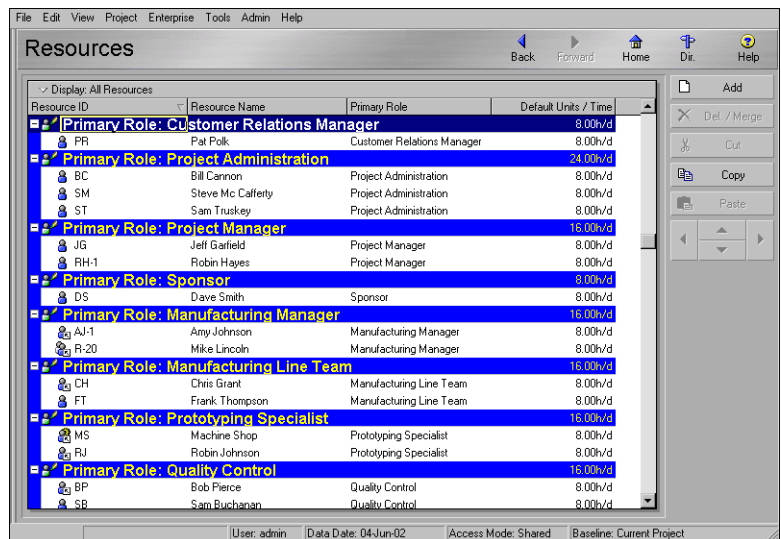 File Edit View Project Enterprise Tools Admin Help
Resources
Back Forward Home Dir. Help
Display: All Resources
Resource ID Resource Name Primary Role Default Units / Time
Primary Role: Customer Relations Manager 8.00h/d
PR Pat Polk Customer Relations Manager 8.00h/d
Primary Role: Project Administration 24.00h/d
BC Bill Cannon Project Administration 8.00h/d
SM Steve Mc Cafferty Project Administration 8.00h/d
ST Sam Truskey Project Administration 8.00h/d
Primary Role: Project Manager 16.00h/d
JG Jeff Garfield Project Manager 8.00h/d
RH-1 Robin Hayes Project Manager 8.00h/d
Primary Role: Sponsor 8.00h/d
DS Dave Smith Sponsor 8.00h/d
Primary Role: Manufacturing Manager 16.00h/d
AJ-1 Amy Johnson Manufacturing Manager 8.00h/d
R-20 Mike Lincoln Manufacturing Manager 8.00h/d
Primary Role: Manufacturing Line Team 16.00h/d
CH Chris Grant Manufacturing Line Team 8.00h/d
FT Frank Thompson Manufacturing Line Team 8.00h/d
Primary Role: Prototyping Specialist 16.00h/d
MS Machine Shop Prototyping Specialist 8.00h/d
RJ Robin Johnson Prototyping Specialist 8.00h/d
Primary Role: Quality Control 16.00h/d
BP Bob Pierce Quality Control 8.00h/d
SB Sam Buchanan Quality Control 8.00h/d
Add
Del. / Merge
Cut
Copy
Paste
User: admin Data Date: 04-Jun-02 Access Mode: Shared Baseline: Current Project